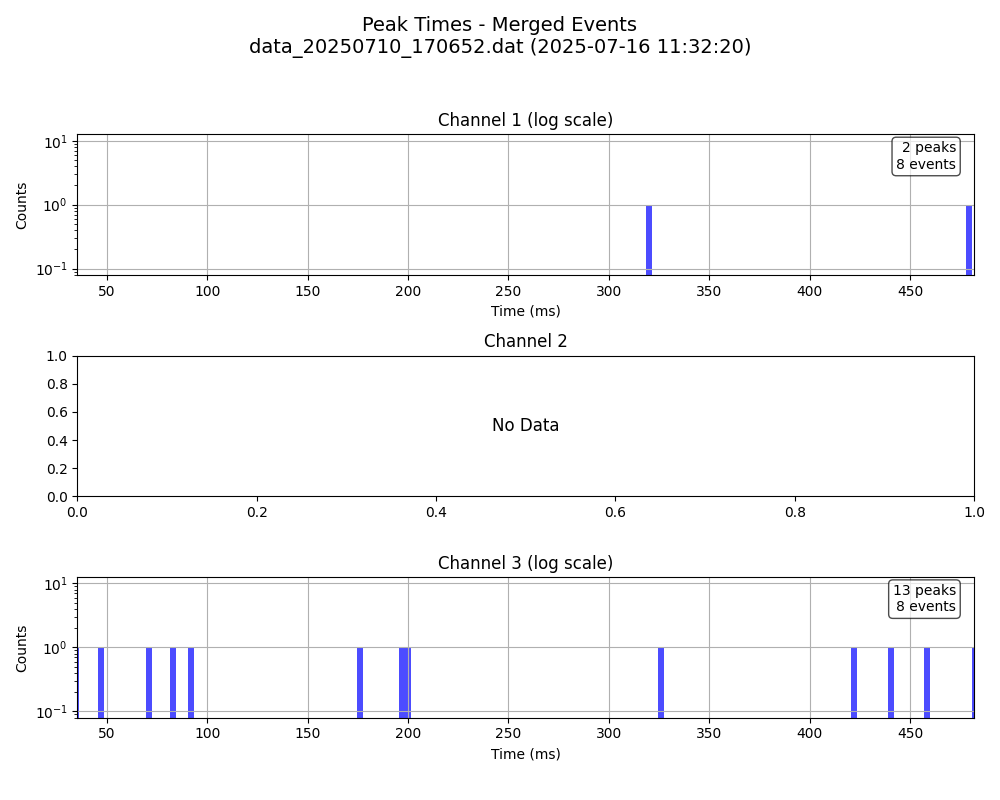 Peak Times - Merged Events
data_20250710_170652.dat (2025-07-16 11:32:20)
Channel 1 (log scale)
2 peaks
8 events
Counts
10¹
10⁰
10⁻¹
50 100 150 200 250 300 350 400 450
Time (ms)
Channel 2
1.0
0.8
0.6
0.4
0.2
0.0
No Data
0.0 0.2 0.4 0.6 0.8 1.0
Channel 3 (log scale)
13 peaks
8 events
Counts
10¹
10⁰
10⁻¹
50 100 150 200 250 300 350 400 450
Time (ms)